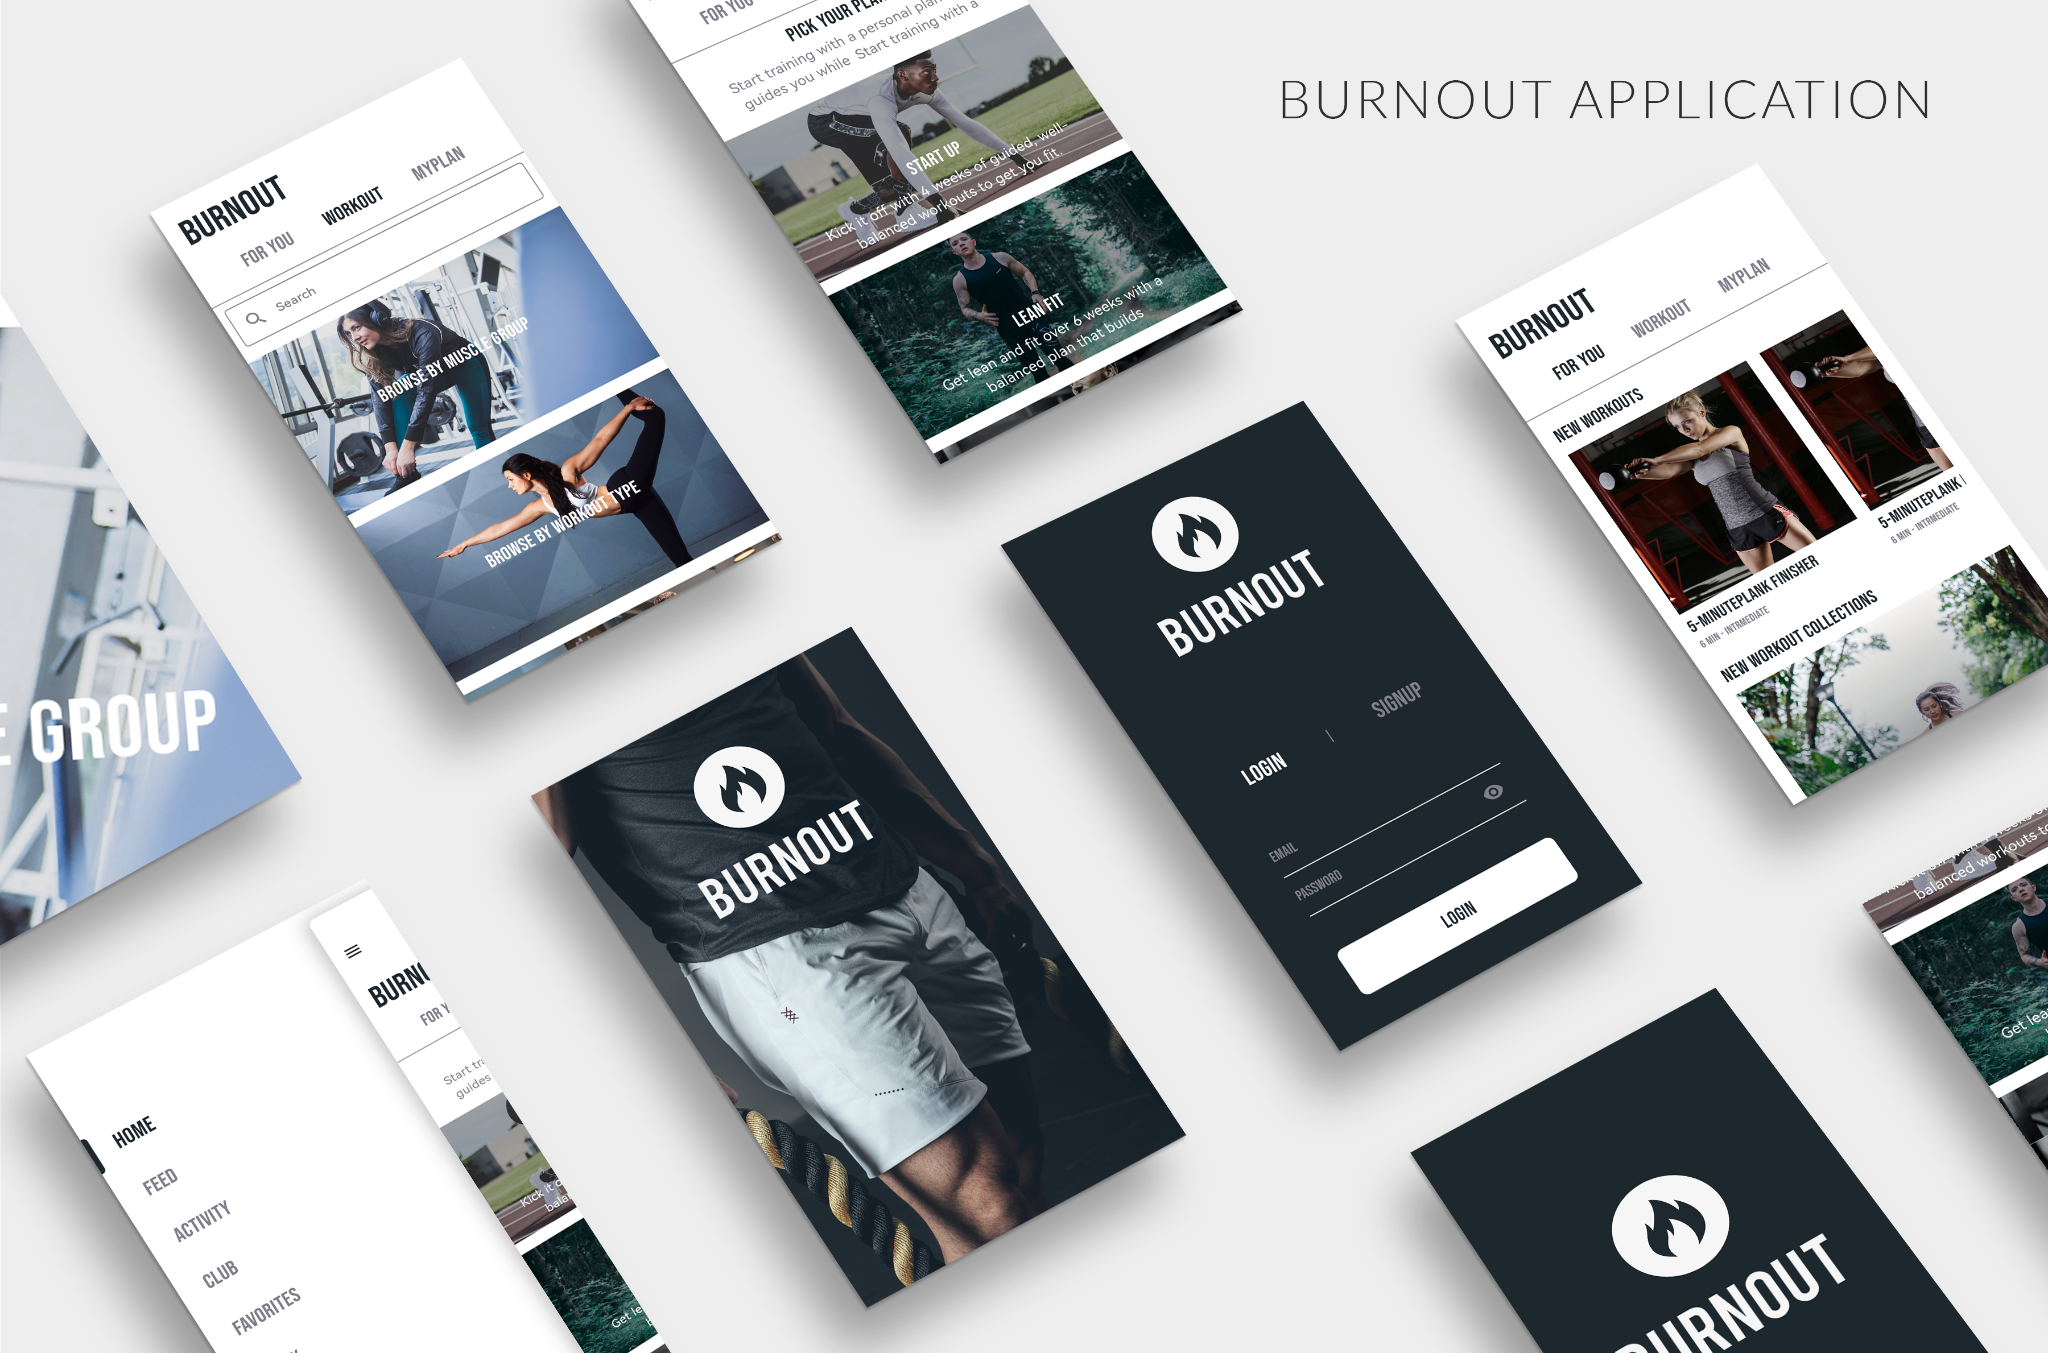 BURNOUT APPLICATION
BURNOUT
FOR YOU WORKOUT MYPLAN
Search
BROWSE BY MUSCLE GROUP
BROWSE BY WORKOUT TYPE
FOR YOU
PICK YOUR PLAN
Start training with a personal plan
guides you while Start training with a
START UP
Kick it off with 4 weeks of guided, well-
balanced workouts to get you fit.
LEAN FIT
Get lean and fit over 6 weeks with a
balanced plan that builds
BURNOUT
FOR YOU WORKOUT MYPLAN
NEW WORKOUTS
5-MINUTEPLANK FINISHER
6 MIN - INTRMEDIATE
5-MINUTEPLANK
6 MIN - INTRMEDIATE
NEW WORKOUT COLLECTIONS
BURNOUT
LOGIN | SIGNUP
EMAIL
PASSWORD
LOGIN
GROUP
BURNOUT
HOME
FEED
ACTIVITY
CLUB
FAVORITES
BURN
FOR Y
Start tr
guides
Kick it
bala
Get le
balanced workouts to
Get lea
BURNOUT